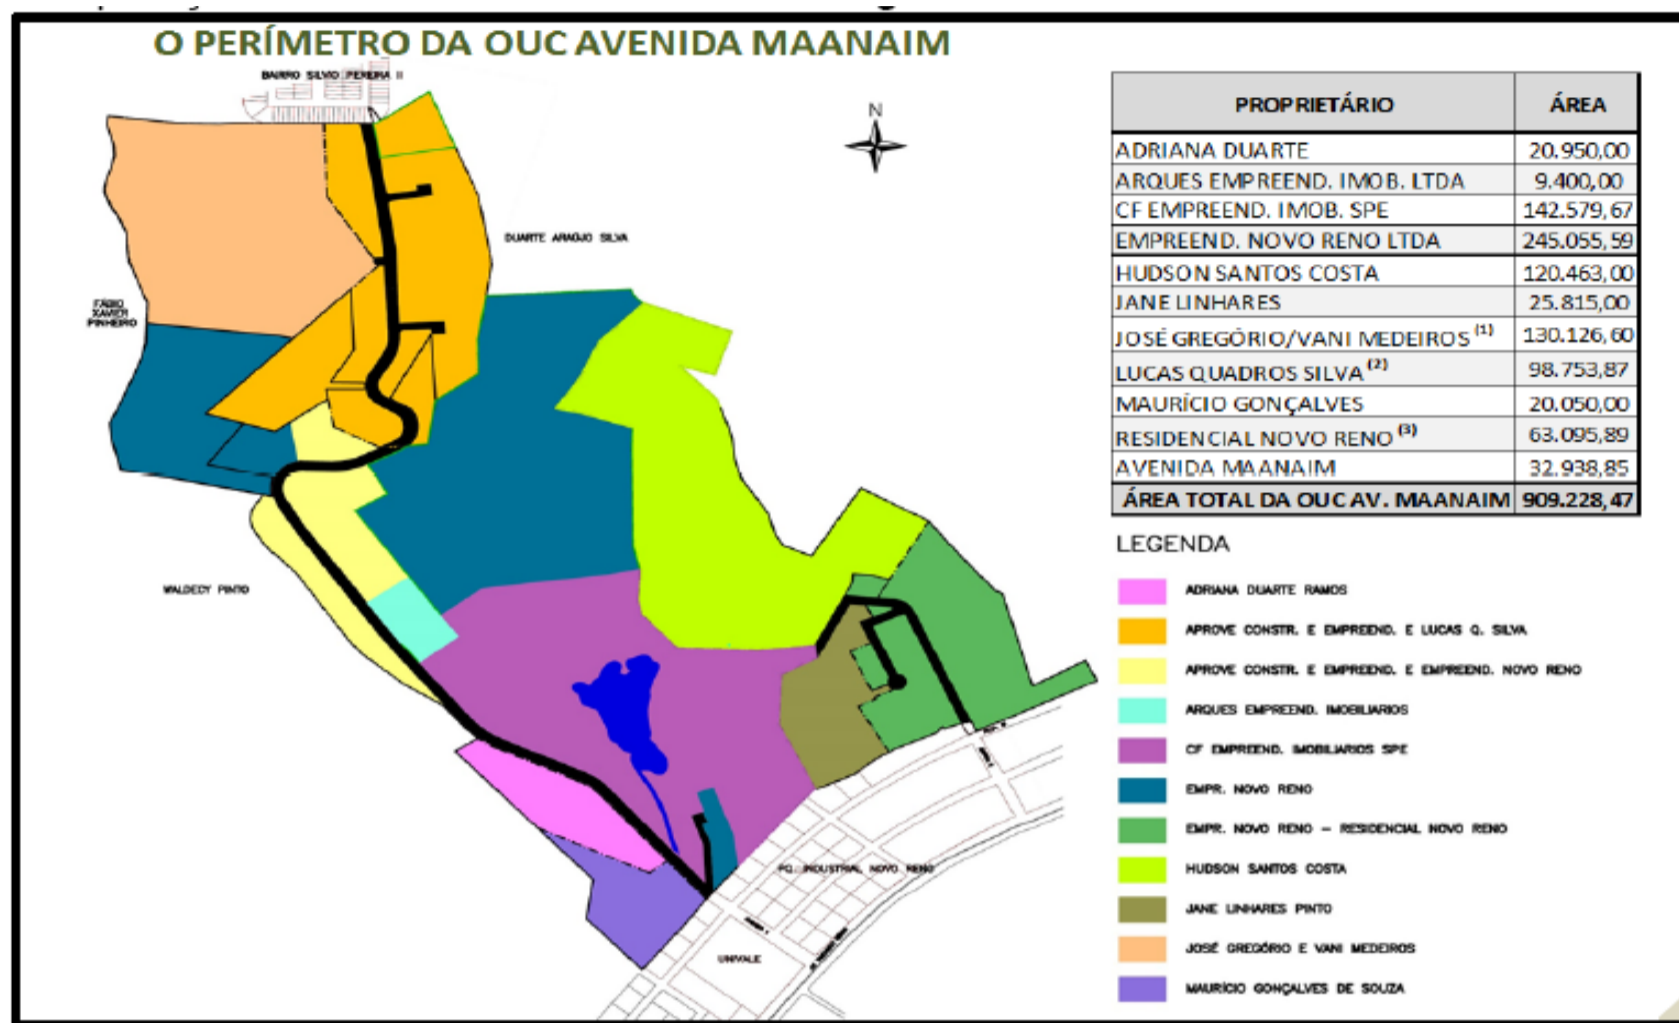 O PERÍMETRO DA OUC AVENIDA MAANAIM
BAIRRO SILVIO PEREIRA II
N
DUARTE ARAÚJO SILVA
FÁBIO
XAVIER
PINHEIRO
WALDECY PINTO
PQ. INDUSTRIAL NOVO RENO
UNIVALE
PROPRIETÁRIO ÁREA
ADRIANA DUARTE 20.950,00
ARQUES EMPREEND. IMOB. LTDA 9.400,00
CF EMPREEND. IMOB. SPE 142.579,67
EMPREEND. NOVO RENO LTDA 245.055,59
HUDSON SANTOS COSTA 120.463,00
JANE LINHARES 25.815,00
JOSÉ GREGÓRIO/VANI MEDEIROS (1) 130.126,60
LUCAS QUADROS SILVA (2) 98.753,87
MAURÍCIO GONÇALVES 20.050,00
RESIDENCIAL NOVO RENO (3) 63.095,89
AVENIDA MAANAIM 32.938,85
ÁREA TOTAL DA OUC AV. MAANAIM 909.228,47
LEGENDA
ADRIANA DUARTE RAMOS
APROVE CONSTR. E EMPREEND. E LUCAS Q. SILVA
APROVE CONSTR. E EMPREEND. E EMPREEND. NOVO RENO
ARQUES EMPREEND. IMOBILIARIOS
CF EMPREEND. IMOBILIARIOS SPE
EMPR. NOVO RENO
EMPR. NOVO RENO – RESIDENCIAL NOVO RENO
HUDSON SANTOS COSTA
JANE LINHARES PINTO
JOSÉ GREGÓRIO E VANI MEDEIROS
MAURÍCIO GONÇALVES DE SOUZA